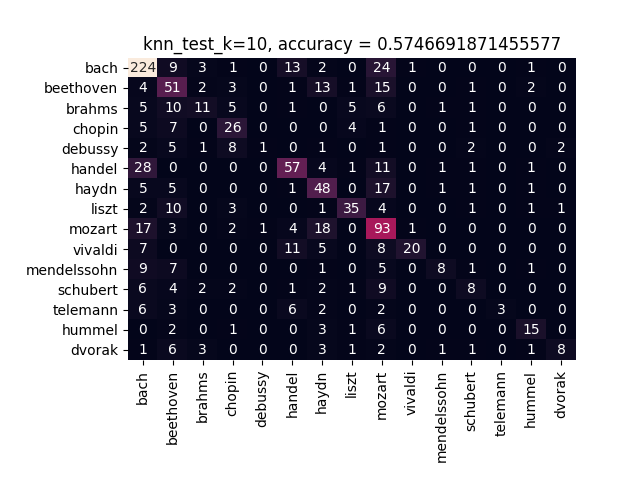 knn_test_k=10, accuracy = 0.5746691871455577
bach 224 9 3 1 0 13 2 0 24 1 0 0 0 1 0
beethoven 4 51 2 3 0 1 13 1 15 0 0 1 0 2 0
brahms 5 10 11 5 0 1 0 5 6 0 1 1 0 0 0
chopin 5 7 0 26 0 0 0 4 1 0 0 1 0 0 0
debussy 2 5 1 8 1 0 1 0 1 0 0 2 0 0 2
handel 28 0 0 0 0 57 4 1 11 0 1 1 0 1 0
haydn 5 5 0 0 0 1 48 0 17 0 1 1 0 1 0
liszt 2 10 0 3 0 0 1 35 4 0 0 1 0 1 1
mozart 17 3 0 2 1 4 18 0 93 1 0 0 0 0 0
vivaldi 7 0 0 0 0 11 5 0 8 20 0 0 0 0 0
mendelssohn 9 7 0 0 0 0 1 0 5 0 8 1 0 1 0
schubert 6 4 2 2 0 1 2 1 9 0 0 8 0 0 0
telemann 6 3 0 0 0 6 2 0 2 0 0 0 3 0 0
hummel 0 2 0 1 0 0 3 1 6 0 0 0 0 15 0
dvorak 1 6 3 0 0 0 3 1 2 0 1 1 0 1 8
bach beethoven brahms chopin debussy handel haydn liszt mozart vivaldi mendelssohn schubert telemann hummel dvorak